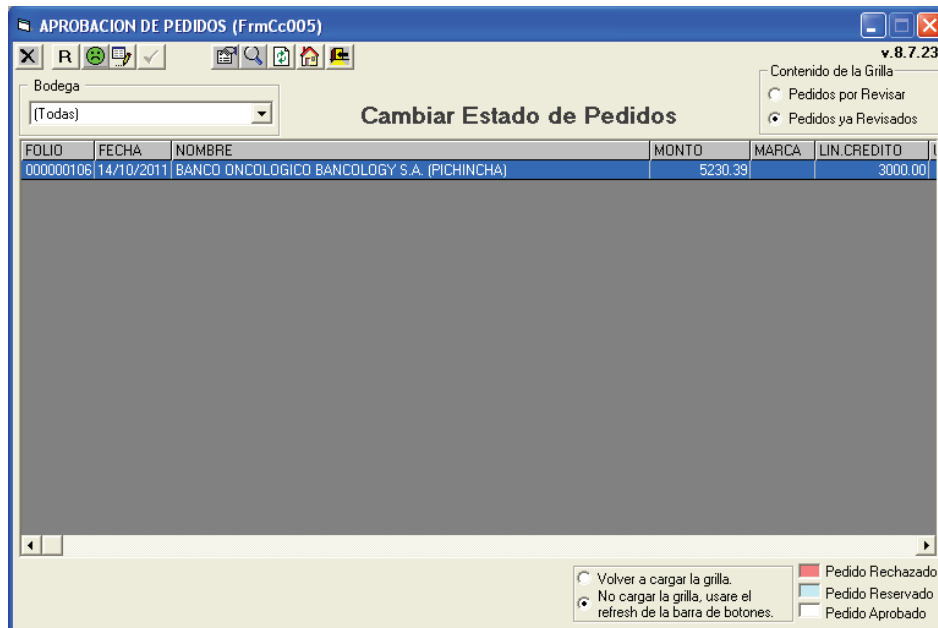 APROBACION DE PEDIDOS (FrmCc005)
X R
v.8.7.23
Bodega
(Todas)
Cambiar Estado de Pedidos
Contenido de la Grilla
Pedidos por Revisar
Pedidos ya Revisados
FOLIO FECHA NOMBRE MONTO MARCA LIN.CREDITO
000000106 14/10/2011 BANCO ONCOLOGICO BANCOLOGY S.A. (PICHINCHA) 5230.39 3000.00
Volver a cargar la grilla.
No cargar la grilla, usare el
refresh de la barra de botones.
Pedido Rechazado
Pedido Reservado
Pedido Aprobado